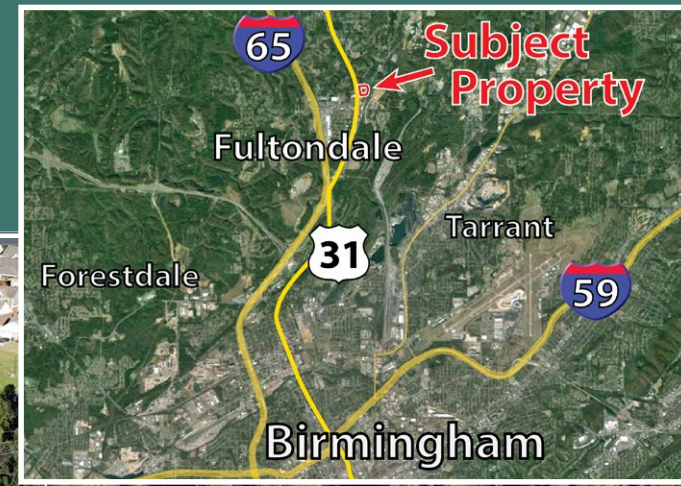 65
Subject
Property
Fultondale
31
Tarrant
Forestdale
59
Birmingham